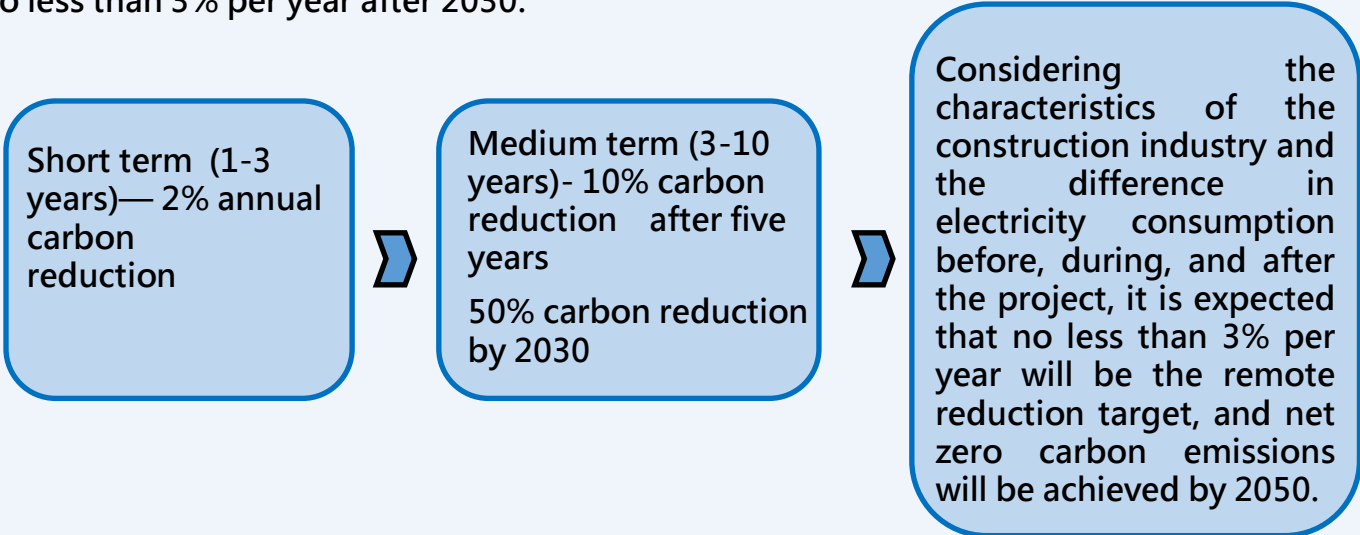 o less than 3% per year after 2030.
Short term (1-3
years)— 2% annual
carbon
reduction
Medium term (3-10
years)- 10% carbon
reduction after five
years
50% carbon reduction
by 2030
Considering the
characteristics of the
construction industry and
the difference in
electricity consumption
before, during, and after
the project, it is expected
that no less than 3% per
year will be the remote
reduction target, and net
zero carbon emissions
will be achieved by 2050.